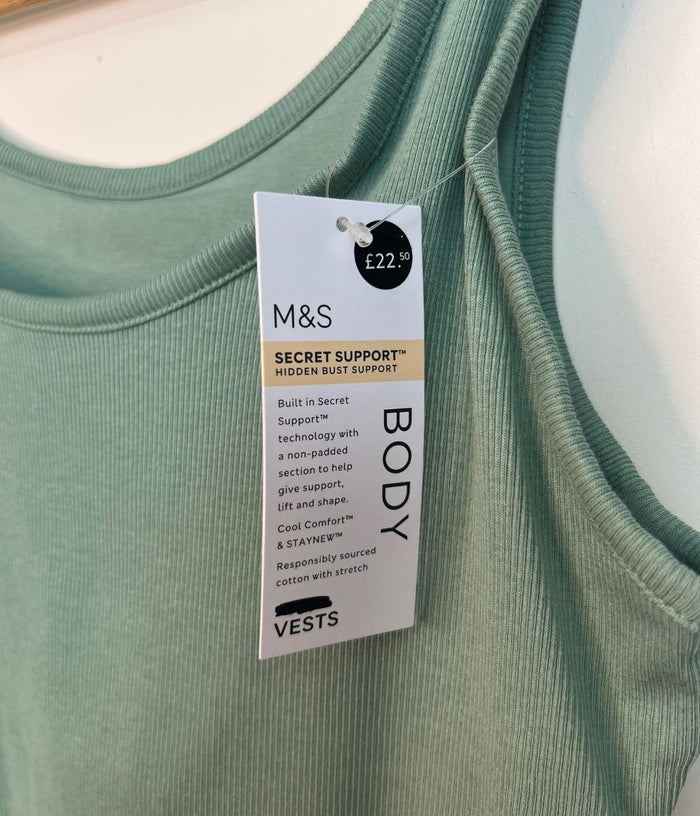 £22.50
M&S
SECRET SUPPORT™
HIDDEN BUST SUPPORT
Built in Secret
Support™
technology with
a non-padded
section to help
give support,
lift and shape.
Cool Comfort™
& STAYNEW™
Responsibly sourced
cotton with stretch
BODY
VESTS